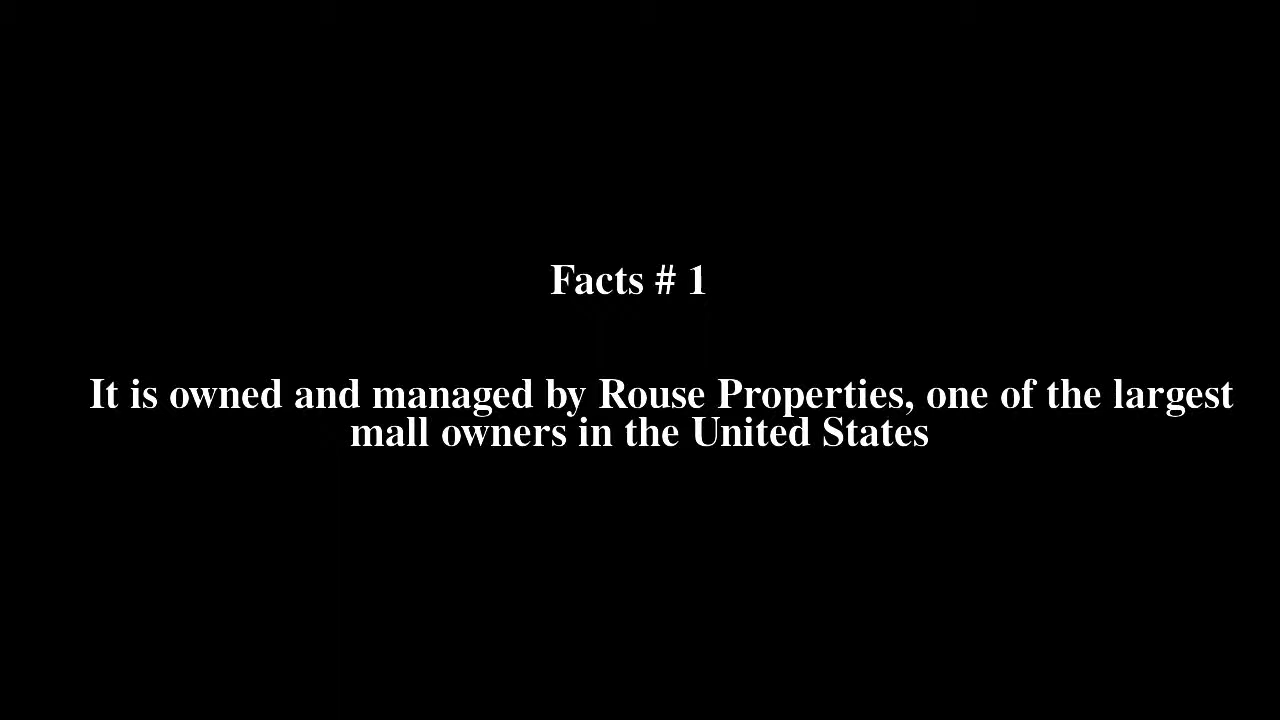 Facts # 1
It is owned and managed by Rouse Properties, one of the largest
mall owners in the United States